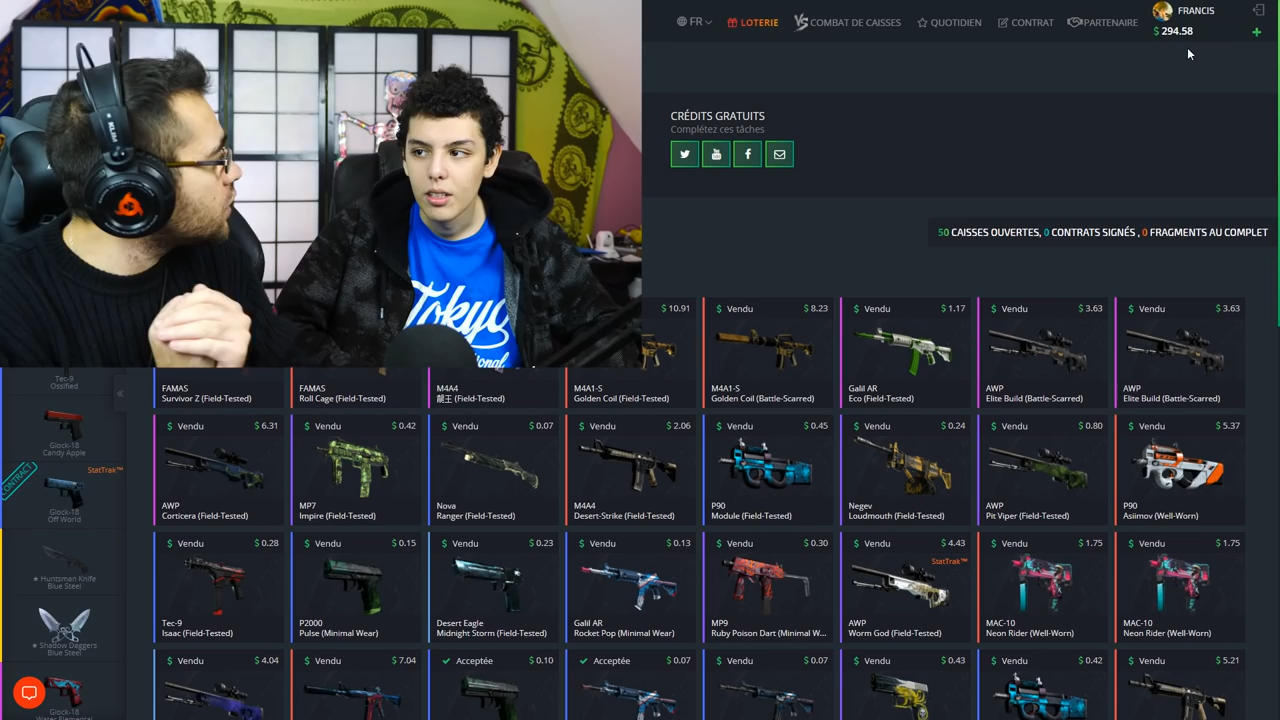 FR
LOTERIE
VS COMBAT DE CAISSES
QUOTIDIEN
CONTRAT
PARTENAIRE
FRANCIS
$ 294.58
CRÉDITS GRATUITS
Complétez ces tâches
50 CAISSES OUVERTES, 0 CONTRATS SIGNÉS , 0 FRAGMENTS AU COMPLET
KLIM
Tokyo
$ 10.91
$ Vendu $ 8.23
$ Vendu $ 1.17
$ Vendu $ 3.63
$ Vendu $ 3.63
FAMAS
Survivor Z (Field-Tested)
FAMAS
Roll Cage (Field-Tested)
M4A4
龍王 (Field-Tested)
M4A1-S
Golden Coil (Field-Tested)
M4A1-S
Golden Coil (Battle-Scarred)
Galil AR
Eco (Field-Tested)
AWP
Elite Build (Battle-Scarred)
AWP
Elite Build (Battle-Scarred)
$ Vendu $ 6.31
AWP
Corticera (Field-Tested)
$ Vendu $ 0.42
MP7
Impire (Field-Tested)
$ Vendu $ 0.07
Nova
Ranger (Field-Tested)
$ Vendu $ 2.06
M4A4
Desert-Strike (Field-Tested)
$ Vendu $ 0.45
P90
Module (Field-Tested)
$ Vendu $ 0.24
Negev
Loudmouth (Field-Tested)
$ Vendu $ 0.80
AWP
Pit Viper (Field-Tested)
$ Vendu $ 5.37
P90
Asiimov (Well-Worn)
$ Vendu $ 0.28
Tec-9
Isaac (Field-Tested)
$ Vendu $ 0.15
P2000
Pulse (Minimal Wear)
$ Vendu $ 0.23
Desert Eagle
Midnight Storm (Field-Tested)
$ Vendu $ 0.13
Galil AR
Rocket Pop (Minimal Wear)
$ Vendu $ 0.30
MP9
Ruby Poison Dart (Minimal W...
$ Vendu $ 4.43
StatTrak™
AWP
Worm God (Field-Tested)
$ Vendu $ 1.75
MAC-10
Neon Rider (Well-Worn)
$ Vendu $ 1.75
MAC-10
Neon Rider (Well-Worn)
$ Vendu $ 4.04
$ Vendu $ 7.04
Acceptée $ 0.10
Acceptée $ 0.07
$ Vendu $ 0.07
$ Vendu $ 0.43
$ Vendu $ 0.42
$ Vendu $ 5.21
Tec-9
Ossified
«
Glock-18
Candy Apple
CONTRACT
StatTrak™
Glock-18
Off World
★ Huntsman Knife
Blue Steel
★ Shadow Daggers
Blue Steel
Glock-18
Water Elemental